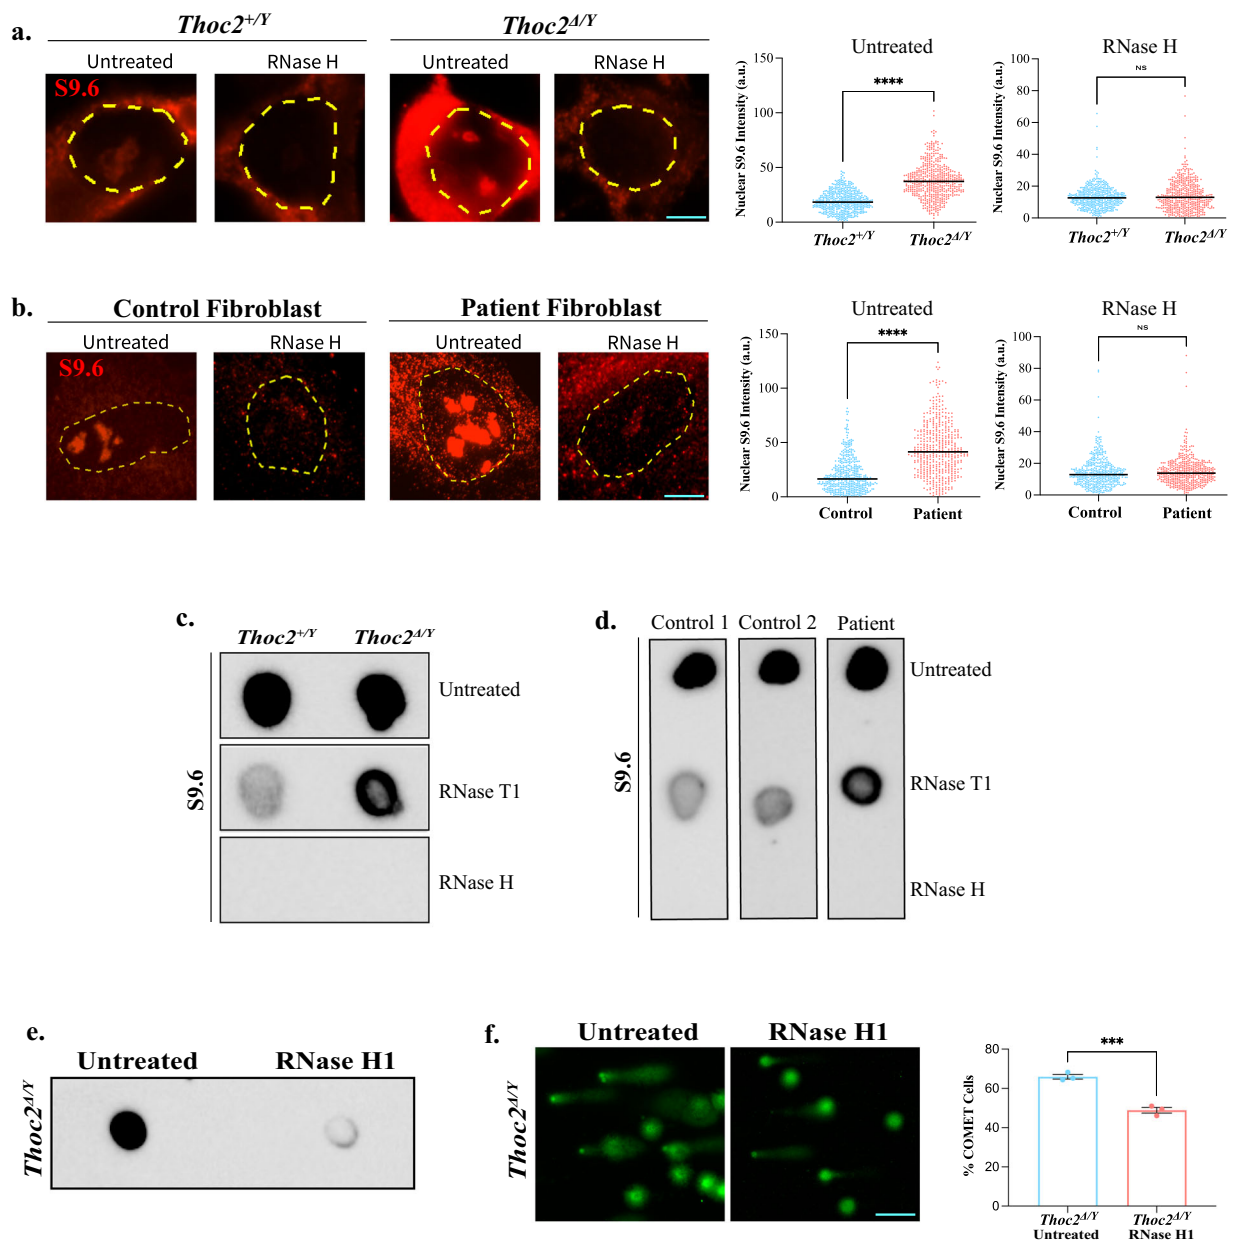 a.
Thoc2+/Y
Thoc2Δ/Y
Untreated
RNase H
Untreated
RNase H
S9.6
Untreated
Nuclear S9.6 Intensity (a.u.)
150
100
50
0
****
Thoc2+/Y
Thoc2Δ/Y
RNase H
Nuclear S9.6 Intensity (a.u.)
100
80
60
40
20
0
NS
Thoc2+/Y
Thoc2Δ/Y
b.
Control Fibroblast
Patient Fibroblast
Untreated
RNase H
Untreated
RNase H
S9.6
Untreated
Nuclear S9.6 Intensity (a.u.)
150
100
50
0
****
Control
Patient
RNase H
Nuclear S9.6 Intensity (a.u.)
100
80
60
40
20
0
NS
Control
Patient
c.
Thoc2+/Y
Thoc2Δ/Y
S9.6
Untreated
RNase T1
RNase H
d.
Control 1
Control 2
Patient
S9.6
Untreated
RNase T1
RNase H
e.
Untreated
RNase H1
Thoc2Δ/Y
f.
Untreated
RNase H1
Thoc2Δ/Y
% COMET Cells
80
60
40
20
0
***
Thoc2Δ/Y
Untreated
Thoc2Δ/Y
RNase H1